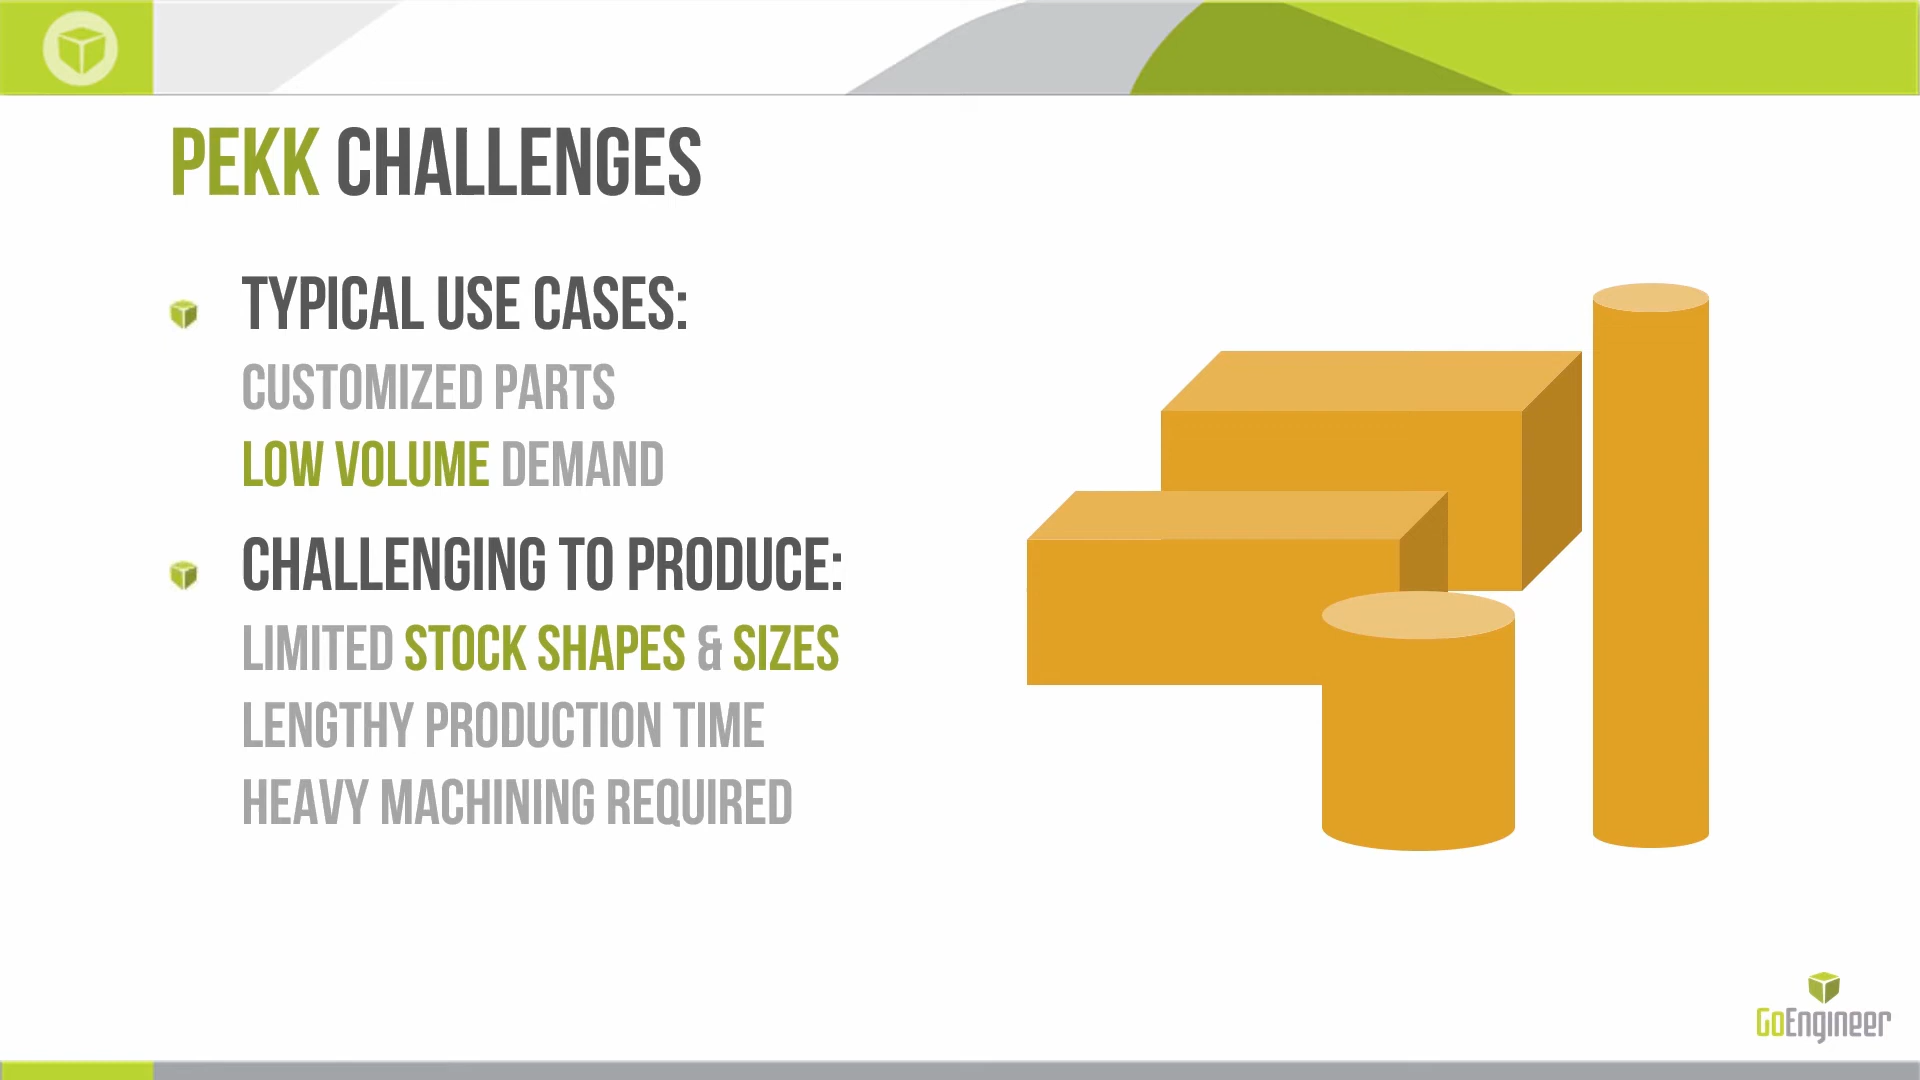 PEKK CHALLENGES
TYPICAL USE CASES:
CUSTOMIZED PARTS
LOW VOLUME DEMAND
CHALLENGING TO PRODUCE:
LIMITED STOCK SHAPES & SIZES
LENGTHY PRODUCTION TIME
HEAVY MACHINING REQUIRED
GoEngineer